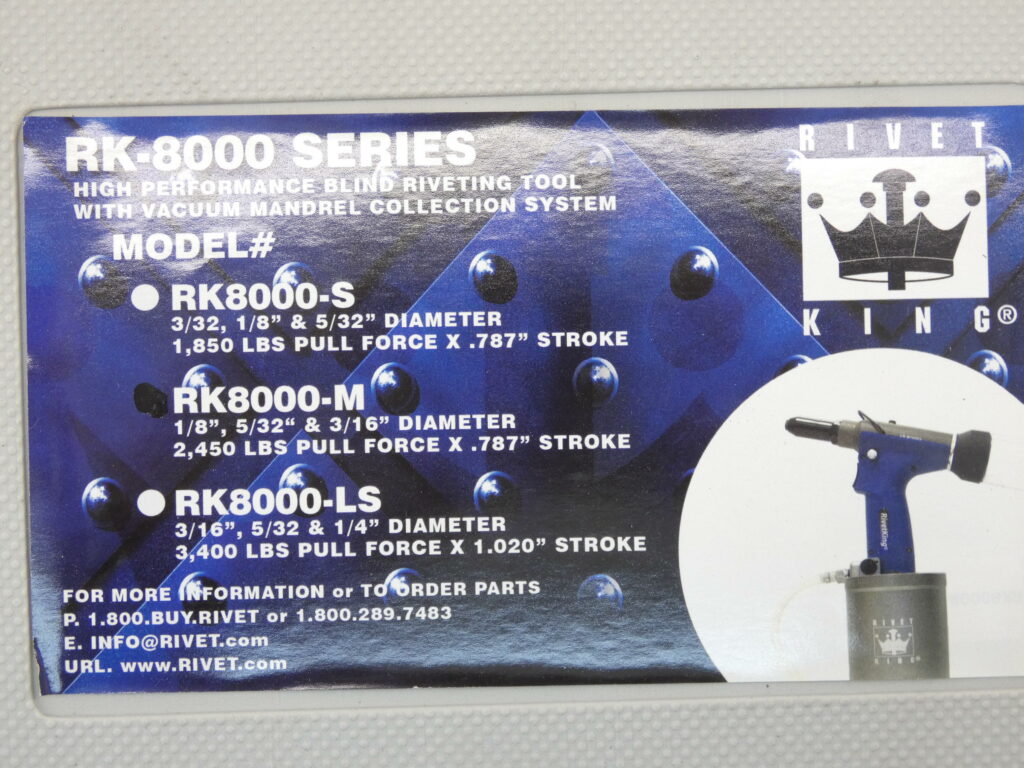 RK-8000 SERIES
HIGH PERFORMANCE BLIND RIVETING TOOL
WITH VACUUM MANDREL COLLECTION SYSTEM
MODEL#
RK8000-S
3/32, 1/8” & 5/32” DIAMETER
1,850 LBS PULL FORCE X .787” STROKE
RK8000-M
1/8”, 5/32“ & 3/16” DIAMETER
2,450 LBS PULL FORCE X .787” STROKE
RK8000-LS
3/16”, 5/32 & 1/4” DIAMETER
3,400 LBS PULL FORCE X 1.020” STROKE
FOR MORE INFORMATION or TO ORDER PARTS
P. 1.800.BUY.RIVET or 1.800.289.7483
E. INFO@RIVET.com
URL. www.RIVET.com
RIVET
KING®
RivetKing
RIVET
KING®